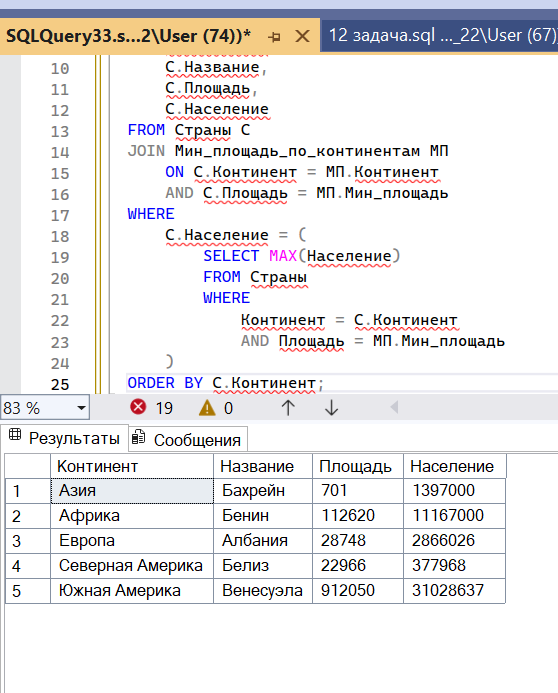 SQLQuery33.s...2\User (74))*
12 задача.sql ..._22\User (67)
10 С.Название,
11 С.Площадь,
12 С.Население
13 FROM Страны С
14 JOIN Мин_площадь_по_континентам МП
15 ON С.Континент = МП.Континент
16 AND С.Площадь = МП.Мин_площадь
17 WHERE
18 С.Население = (
19 SELECT MAX(Население)
20 FROM Страны
21 WHERE
22 Континент = С.Континент
23 AND Площадь = МП.Мин_площадь
24 )
25 ORDER BY С.Континент;
83 % 19 0
Результаты Сообщения
Континент Название Площадь Население
1 Азия Бахрейн 701 1397000
2 Африка Бенин 112620 11167000
3 Европа Албания 28748 2866026
4 Северная Америка Белиз 22966 377968
5 Южная Америка Венесуэла 912050 31028637